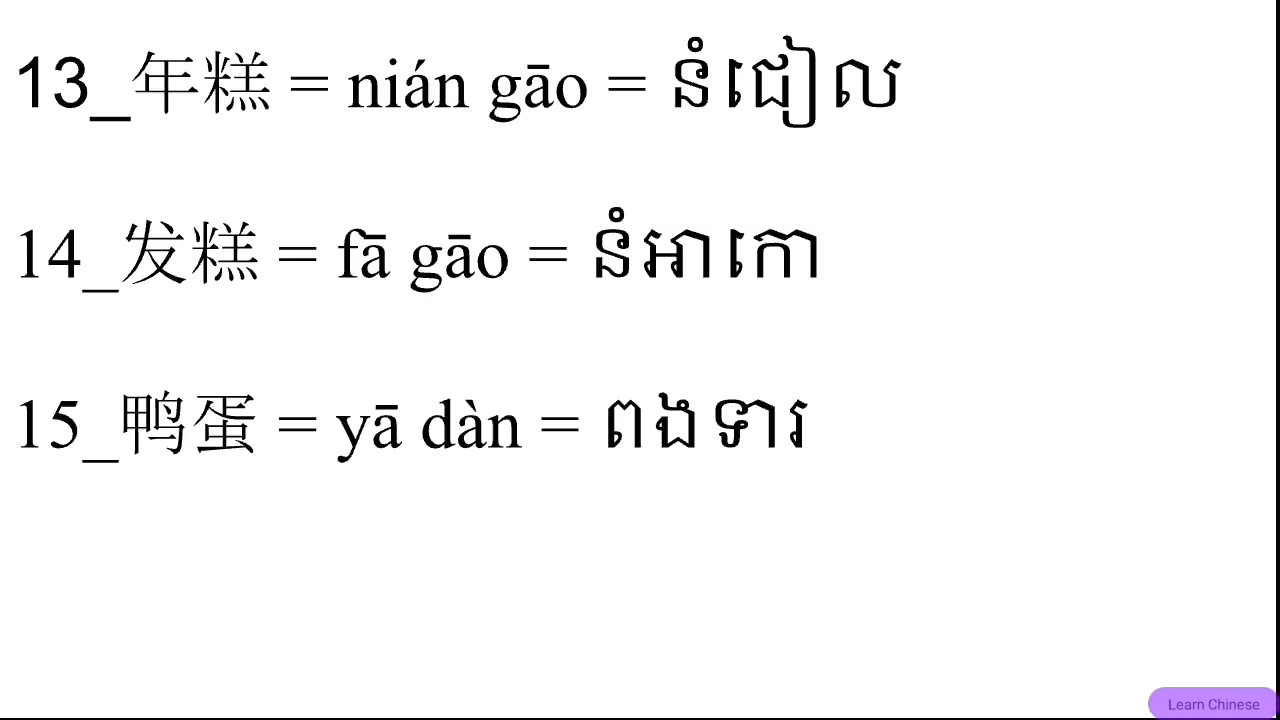 13_年糕 = nián gāo = នំជៀល
14_发糕 = fā gāo = នំអាកោ
15_鸭蛋 = yā dàn = ពងទារ
Learn Chinese